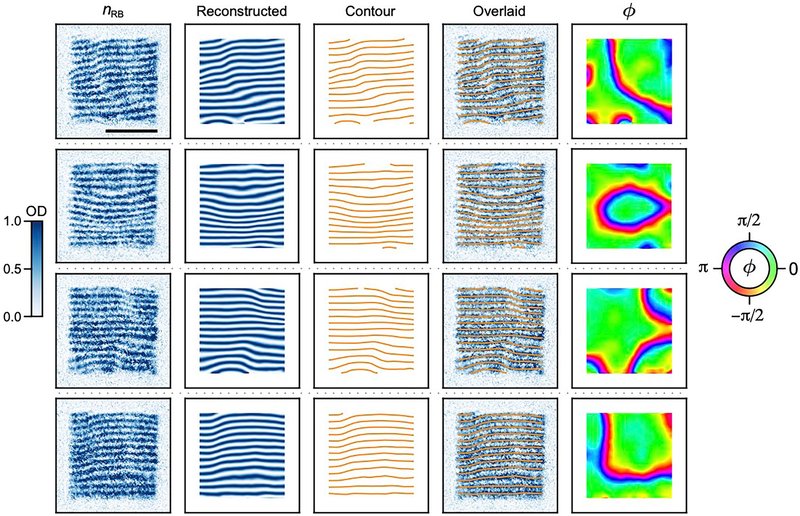 n_RB Reconstructed Contour Overlaid ϕ
OD
1.0
0.5
0.0
π/2
π ϕ 0
−π/2